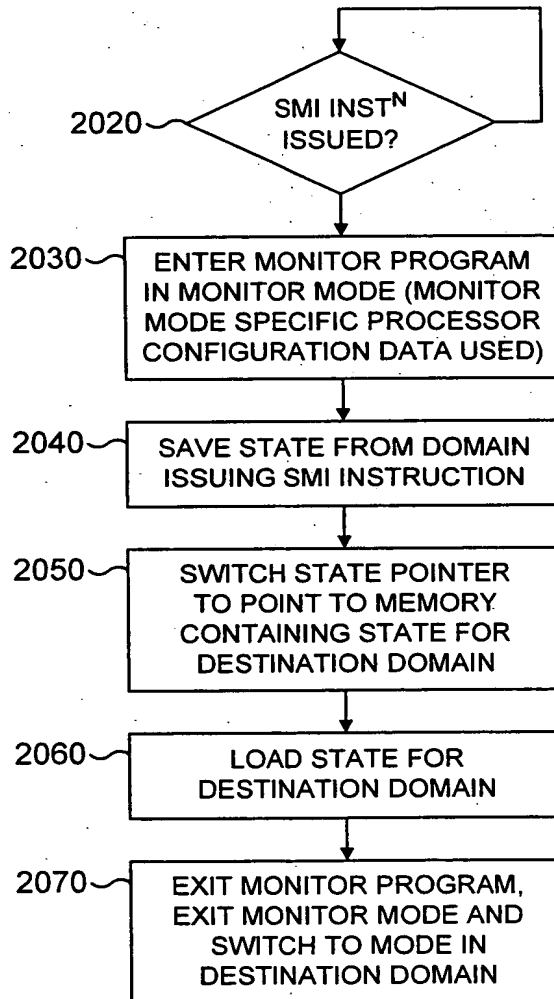 2020
SMI INSTᴺ
ISSUED?
2030
ENTER MONITOR PROGRAM
IN MONITOR MODE (MONITOR
MODE SPECIFIC PROCESSOR
CONFIGURATION DATA USED)
2040
SAVE STATE FROM DOMAIN
ISSUING SMI INSTRUCTION
2050
SWITCH STATE POINTER
TO POINT TO MEMORY
CONTAINING STATE FOR
DESTINATION DOMAIN
2060
LOAD STATE FOR
DESTINATION DOMAIN
2070
EXIT MONITOR PROGRAM,
EXIT MONITOR MODE AND
SWITCH TO MODE IN
DESTINATION DOMAIN